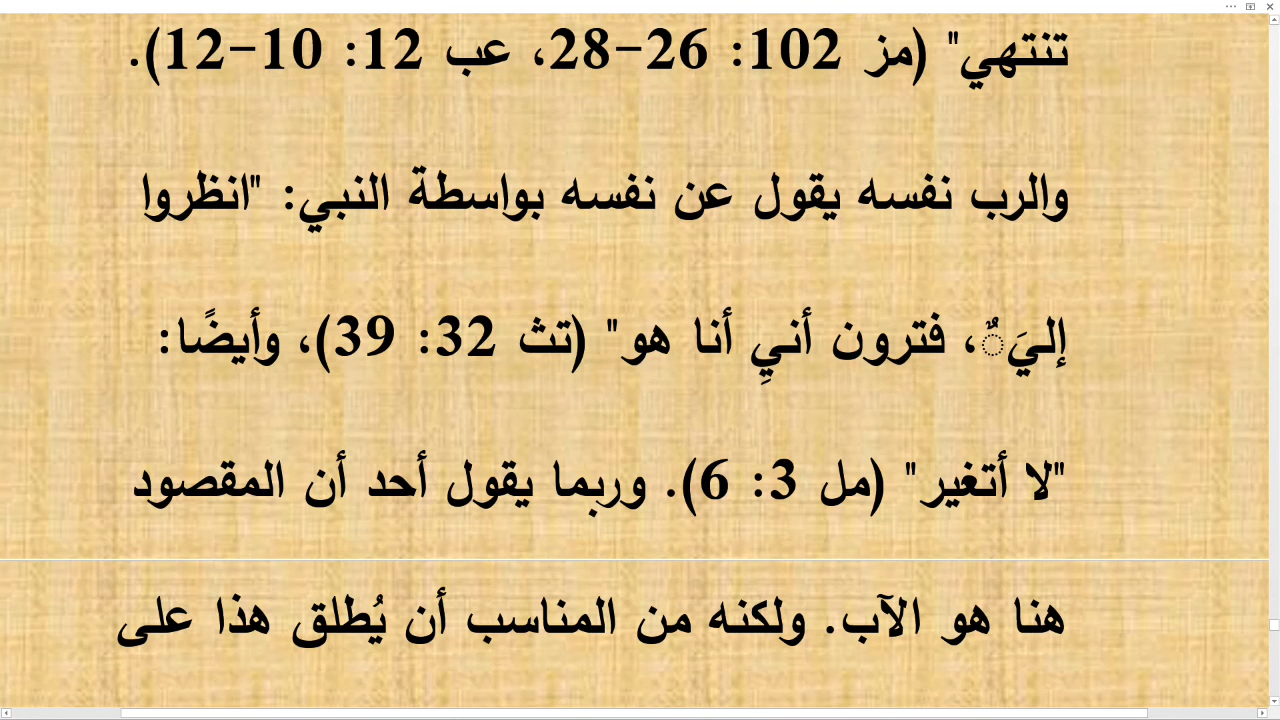 تنتهي" (مز 102: 26-28، عب 12: 10-12).
والرب نفسه يقول عن نفسه بواسطة النبي: "انظروا
إليَ ٌ، فترون أنيِ أنا هو" (تث 32: 39)، وأيضًا:
"لا أتغير" (مل 3: 6). وربما يقول أحد أن المقصود
هنا هو الآب. ولكنه من المناسب أن يُطلق هذا على